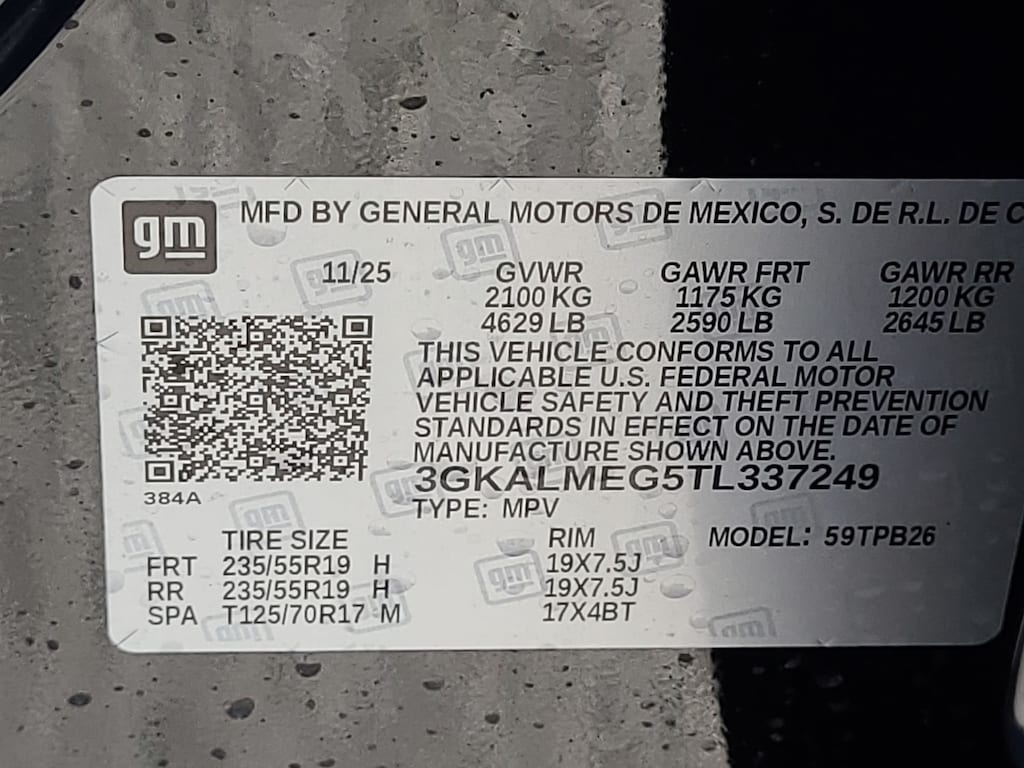 gm MFD BY GENERAL MOTORS DE MEXICO, S. DE R.L. DE C
11/25 GVWR GAWR FRT GAWR RR
2100 KG 1175 KG 1200 KG
4629 LB 2590 LB 2645 LB
THIS VEHICLE CONFORMS TO ALL
APPLICABLE U.S. FEDERAL MOTOR
VEHICLE SAFETY AND THEFT PREVENTION
STANDARDS IN EFFECT ON THE DATE OF
MANUFACTURE SHOWN ABOVE.
3GKALMEG5TL337249
384A
TYPE: MPV
TIRE SIZE RIM MODEL: 59TPB26
FRT 235/55R19 H 19X7.5J
RR 235/55R19 H 19X7.5J
SPA T125/70R17 M 17X4BT